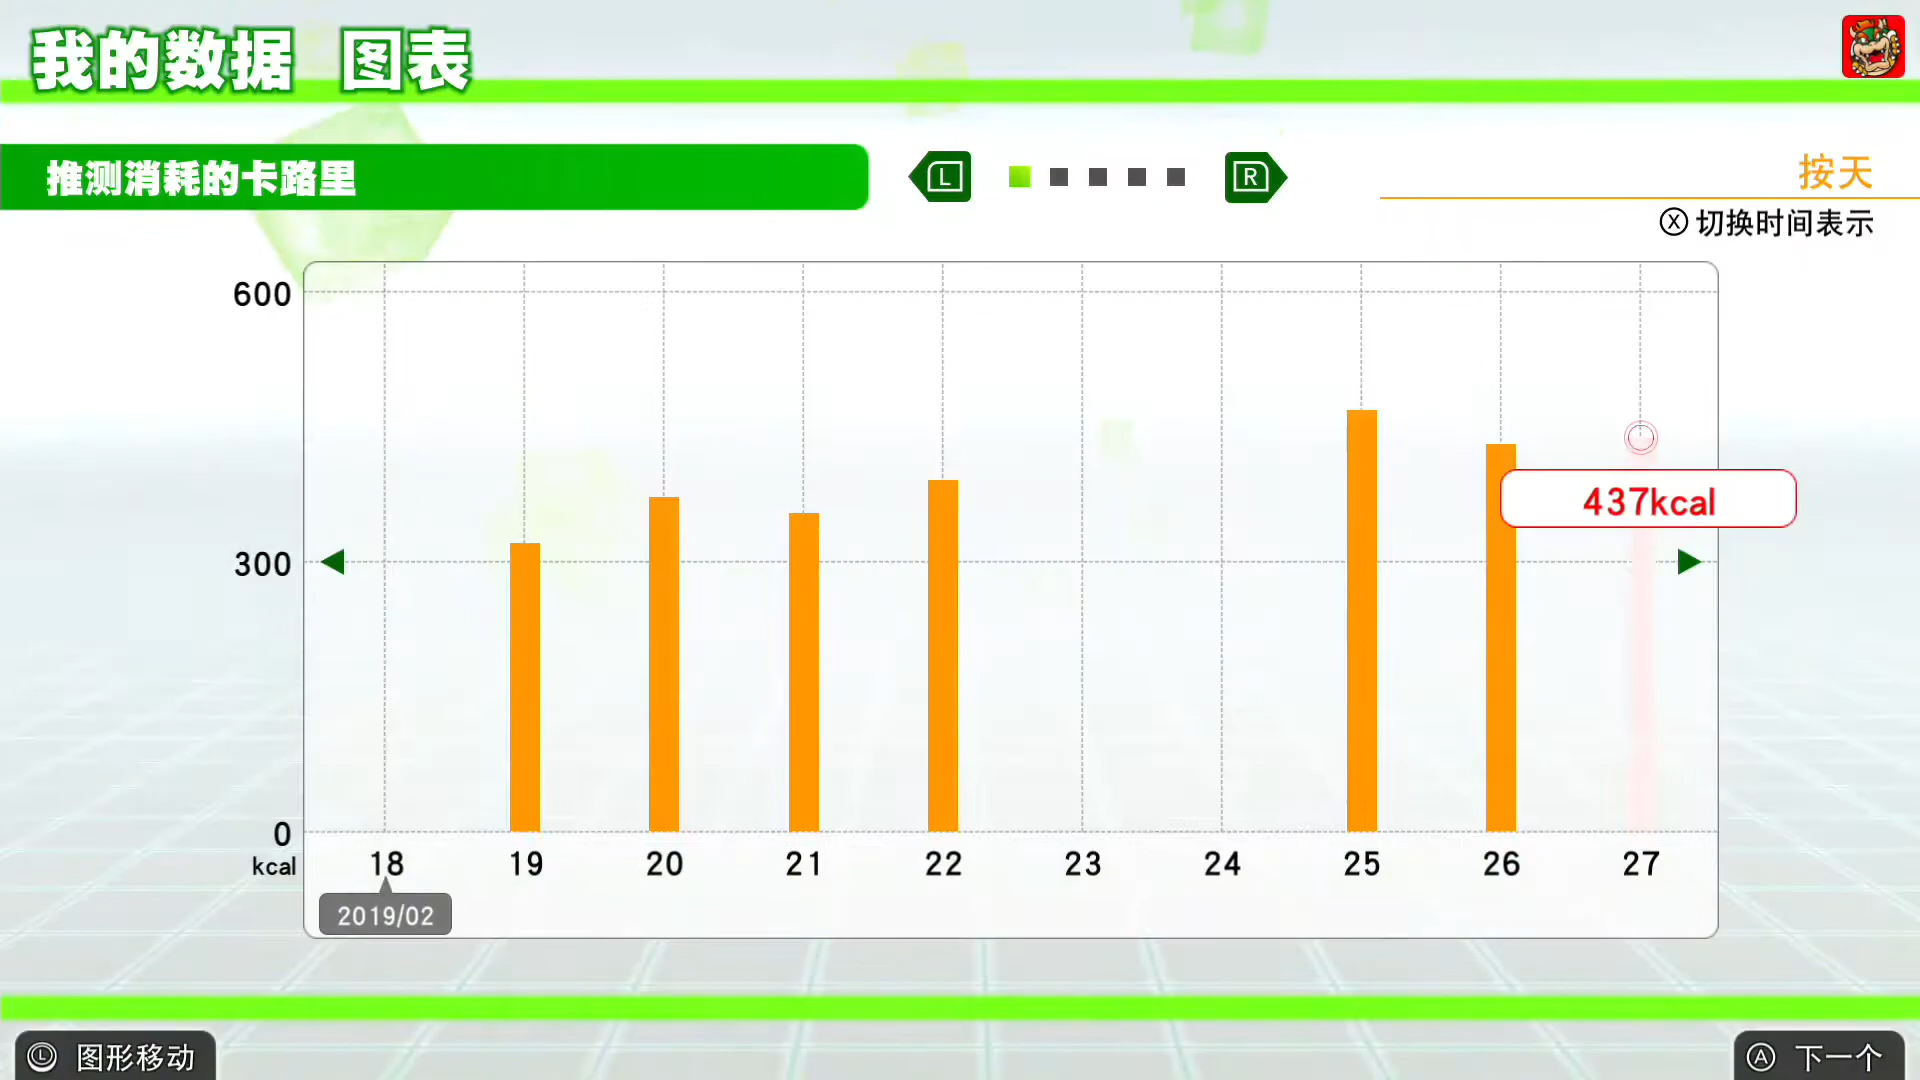 我的数据 图表
推测消耗的卡路里
L
R
按天
X 切换时间表示
600
300
0
kcal
437kcal
18 19 20 21 22 23 24 25 26 27
2019/02
L 图形移动
A 下一个